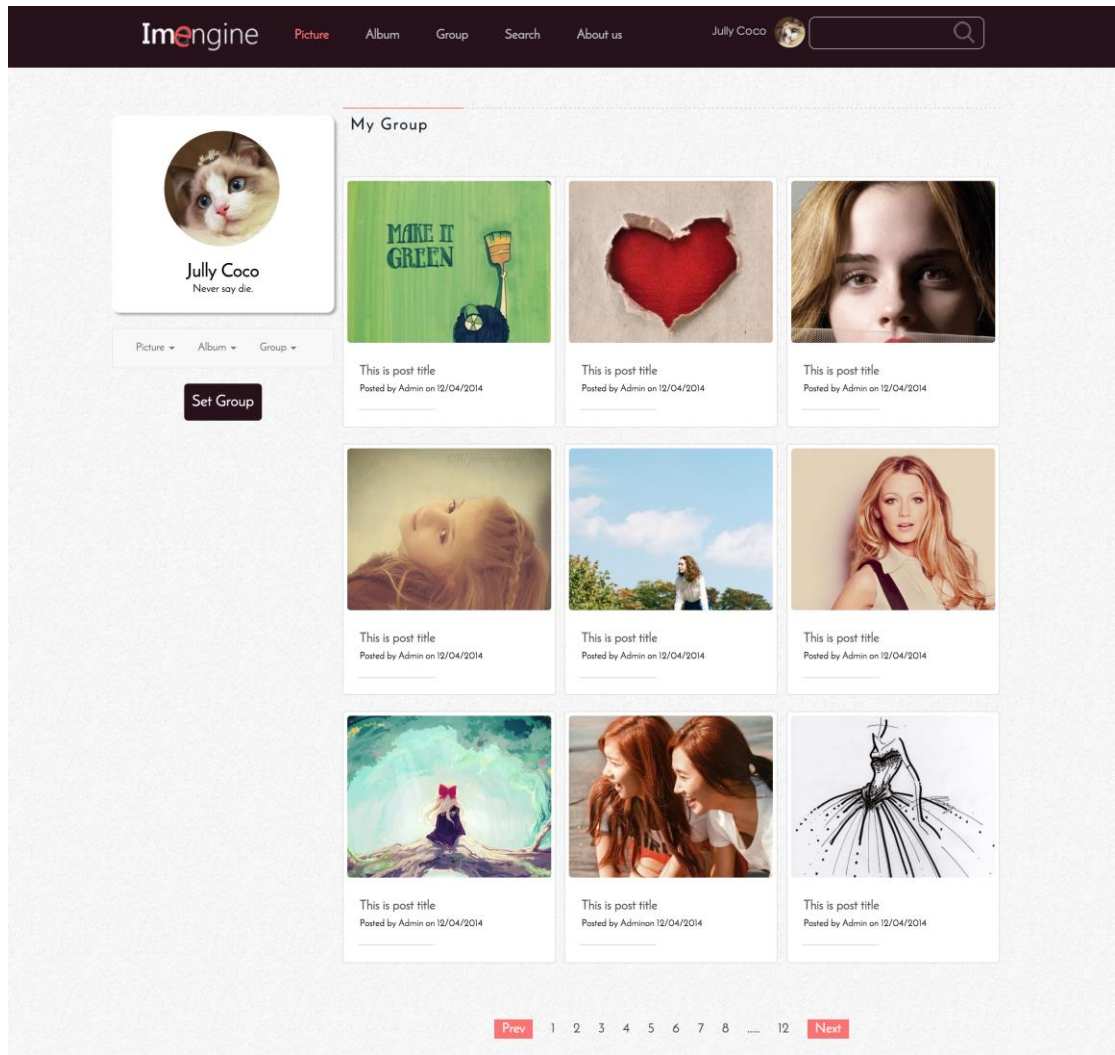 Imengine
Picture Album Group Search About us
Jully Coco
My Group
Jully Coco
Never say die.
Picture Album Group
Set Group
MAKE IT
GREEN
This is post title
Posted by Admin on 12/04/2014
This is post title
Posted by Admin on 12/04/2014
This is post title
Posted by Admin on 12/04/2014
This is post title
Posted by Admin on 12/04/2014
This is post title
Posted by Admin on 12/04/2014
This is post title
Posted by Admin on 12/04/2014
This is post title
Posted by Admin on 12/04/2014
This is post title
Posted by Adminon 12/04/2014
This is post title
Posted by Admin on 12/04/2014
Prev 1 2 3 4 5 6 7 8 ..... 12 Next